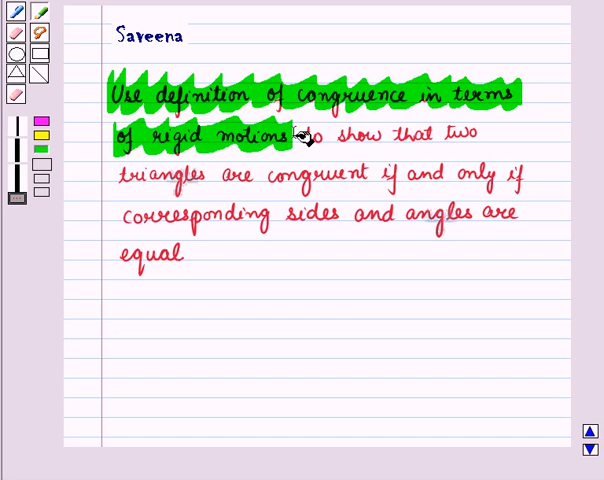 Saveena
Use definition of congruence in terms
of rigid motions to show that two
triangles are congruent if and only if
corresponding sides and angles are
equal